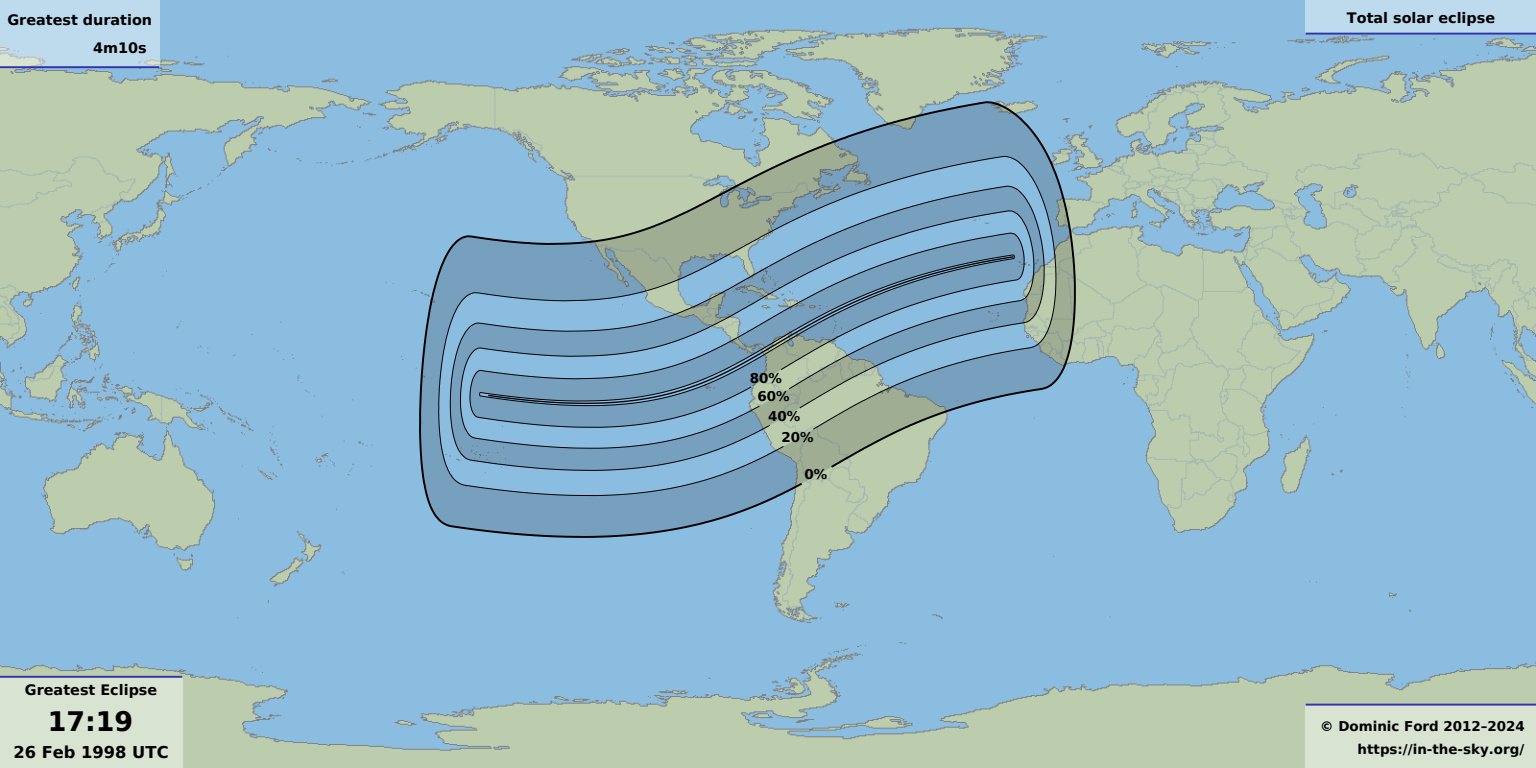 Greatest duration
4m10s
Total solar eclipse
80%
60%
40%
20%
0%
Greatest Eclipse
17:19
26 Feb 1998 UTC
© Dominic Ford 2012–2024
https://in-the-sky.org/